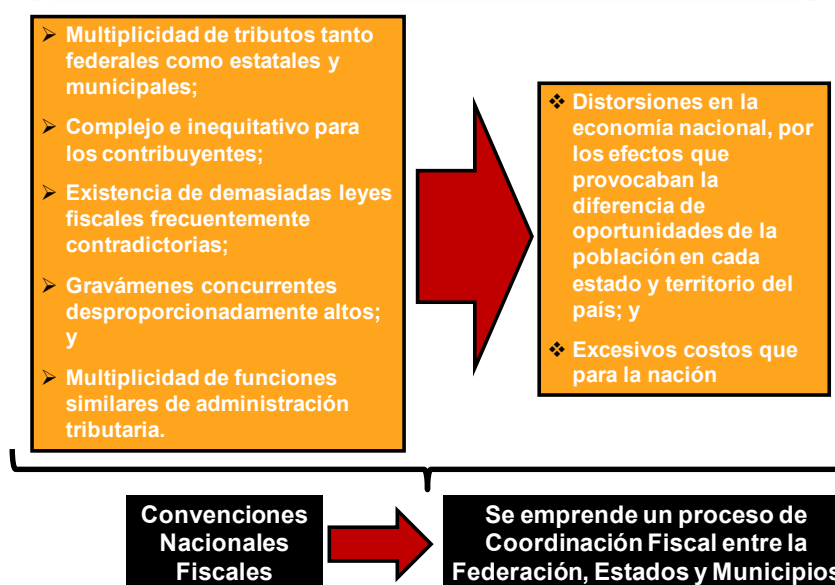 ➢ Multiplicidad de tributos tanto
federales como estatales y
municipales;
➢ Complejo e inequitativo para
los contribuyentes;
➢ Existencia de demasiadas leyes
fiscales frecuentemente
contradictorias;
➢ Gravámenes concurrentes
desproporcionadamente altos;
y
➢ Multiplicidad de funciones
similares de administración
tributaria.
❖ Distorsiones en la
economía nacional, por
los efectos que
provocaban la
diferencia de
oportunidades de la
población en cada
estado y territorio del
país; y
❖ Excesivos costos que
para la nación
Convenciones
Nacionales
Fiscales
Se emprende un proceso de
Coordinación Fiscal entre la
Federación, Estados y Municipios